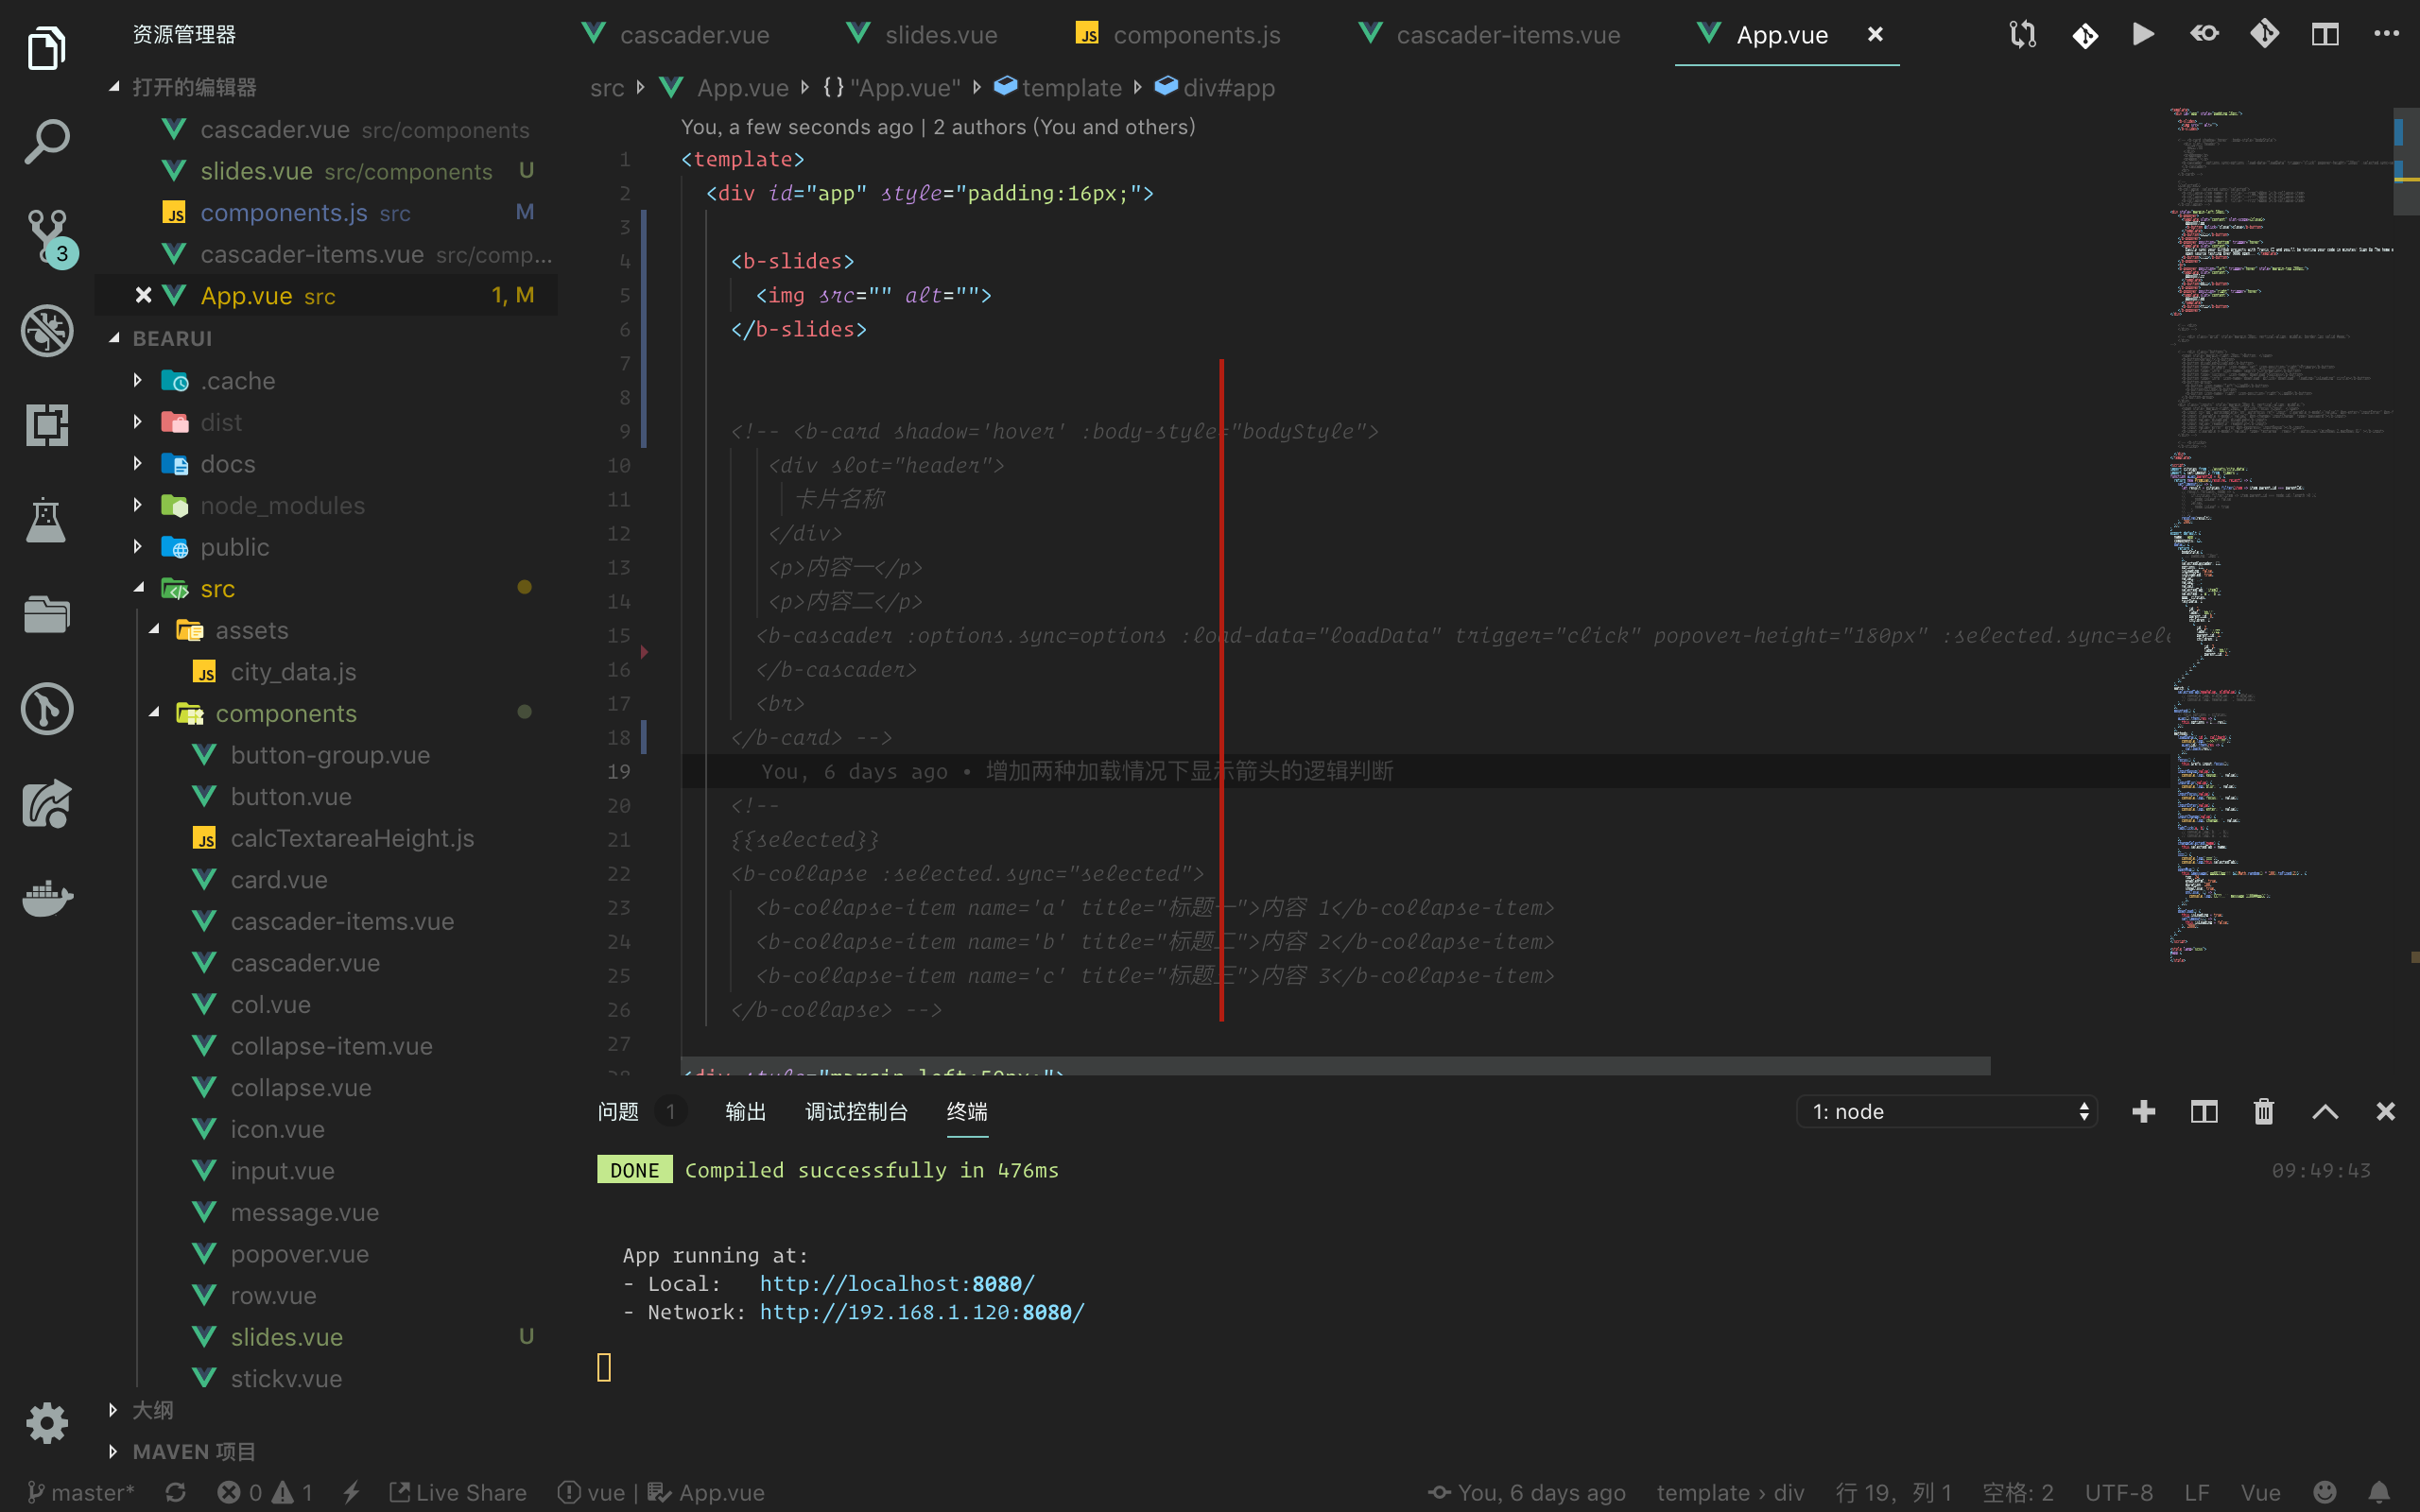 资源管理器
打开的编辑器
cascader.vue src/components
slides.vue src/components U
components.js src M
cascader-items.vue src/comp...
App.vue src 1, M
BEARUI
.cache
dist
docs
node_modules
public
src
assets
city_data.js
components
button-group.vue
button.vue
calcTextareaHeight.js
card.vue
cascader-items.vue
cascader.vue
col.vue
collapse-item.vue
collapse.vue
icon.vue
input.vue
message.vue
popover.vue
row.vue
slides.vue U
大纲
MAVEN 项目
3
cascader.vue slides.vue components.js cascader-items.vue App.vue
src App.vue {} "App.vue" template div#app
You, a few seconds ago | 2 authors (You and others)
1 <template>
2 <div id="app" style="padding:16px;">
3
4 <b-slides>
5 <img src="" alt="">
6 </b-slides>
7
8
9 <!-- <b-card shadow='hover' :body-style="bodyStyle">
10 <div slot="header">
11 卡片名称
12 </div>
13 <p>内容一</p>
14 <p>内容二</p>
15 <b-cascader :options.sync=options :load-data="loadData" trigger="click" popover-height="180px" :selected.sync=sele
16 </b-cascader>
17 <br>
18 </b-card> -->
19 You, 6 days ago • 增加两种加载情况下显示箭头的逻辑判断
20 <!--
21 {{selected}}
22 <b-collapse :selected.sync="selected">
23 <b-collapse-item name='a' title="标题一">内容 1</b-collapse-item>
24 <b-collapse-item name='b' title="标题二">内容 2</b-collapse-item>
25 <b-collapse-item name='c' title="标题三">内容 3</b-collapse-item>
26 </b-collapse> -->
27
28 <div style="margin-left:50px;">
问题 1 输出 调试控制台 终端 1: node
DONE Compiled successfully in 476ms 09:49:43
App running at:
- Local: http://localhost:8080/
- Network: http://192.168.1.120:8080/
master* 0 1 Live Share vue | App.vue You, 6 days ago template › div 行 19，列 1 空格: 2 UTF-8 LF Vue